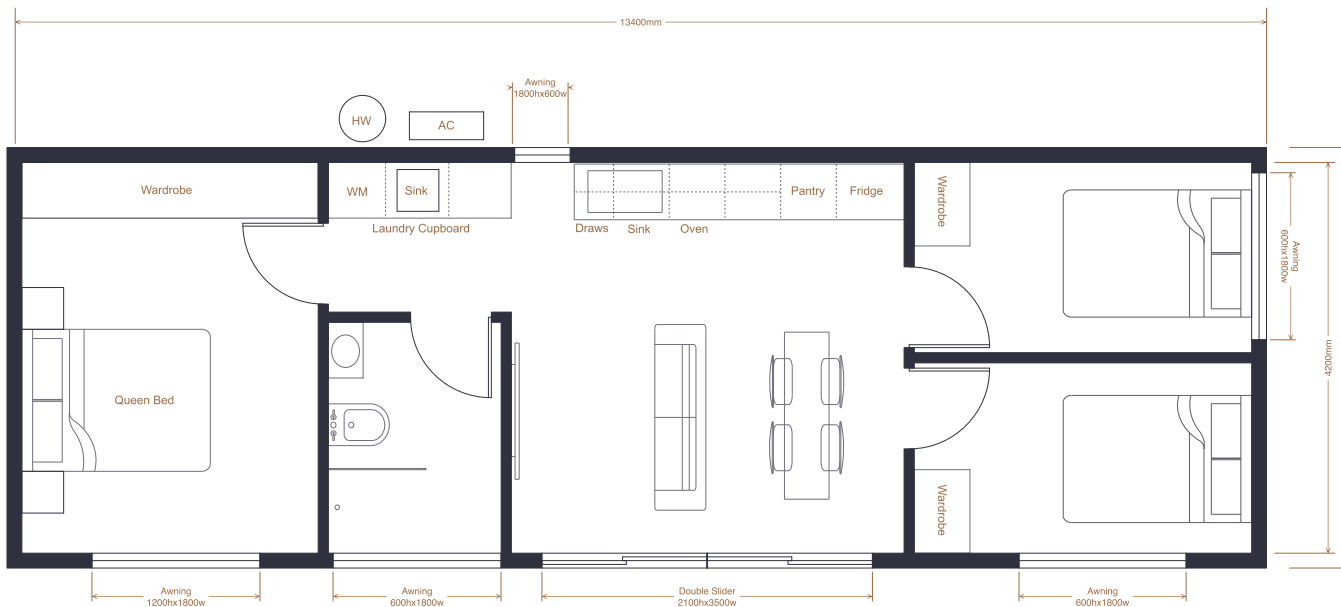 13400mm
Awning
1800hx600w
HW
AC
Wardrobe
WM
Sink
Laundry Cupboard
Pantry
Fridge
Draws
Sink
Oven
Wardrobe
Awning
600hx1800w
4200mm
Queen Bed
Wardrobe
Awning
1200hx1800w
Awning
600hx1800w
Double Slider
2100hx3500w
Awning
600hx1800w